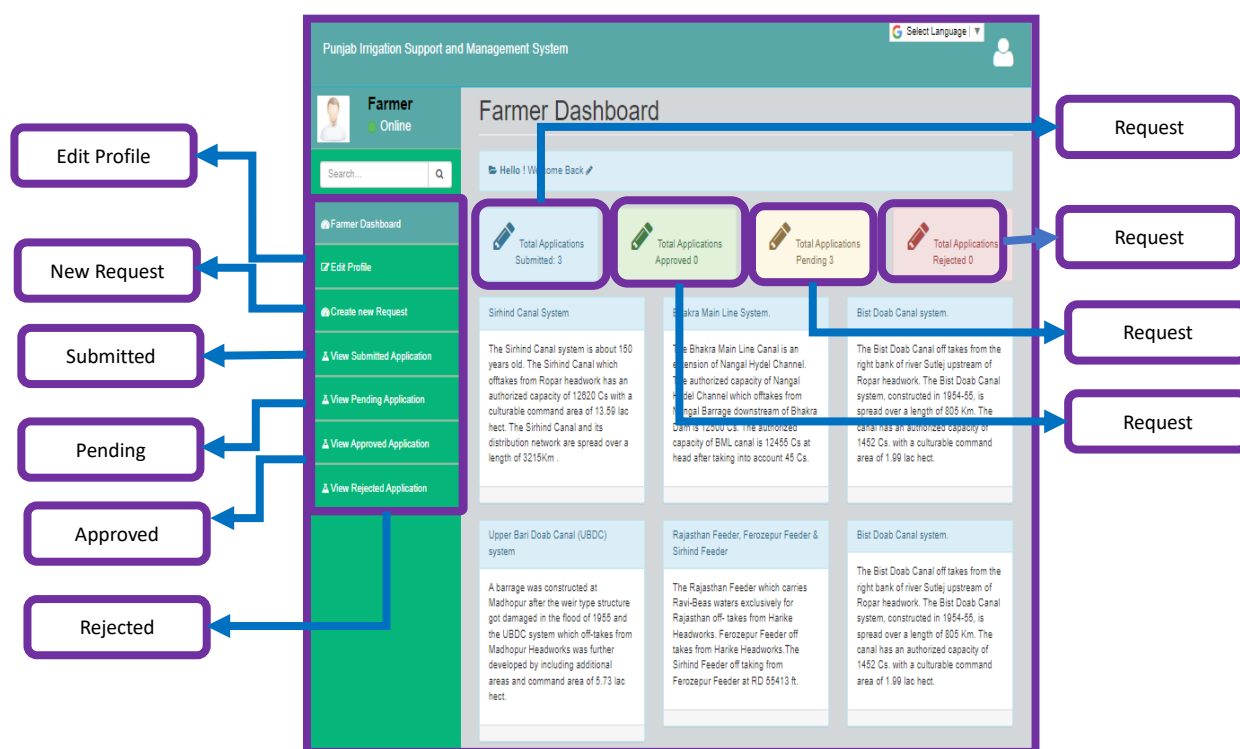 Punjab Irrigation Support and Management System
Select Language ▼
Farmer
Online
Search...
Farmer Dashboard
Edit Profile
Create new Request
View Submitted Application
View Pending Application
View Approved Application
View Rejected Application
Farmer Dashboard
Hello ! Welcome Back
Total Applications
Submitted: 3
Total Applications
Approved 0
Total Applications
Pending 3
Total Applications
Rejected 0
Sirhind Canal System
The Sirhind Canal system is about 150
years old. The Sirhind Canal which
offtakes from Ropar headwork has an
authorized capacity of 12620 Cs with a
culturable command area of 13.59 lac
hect. The Sirhind Canal and its
distribution network are spread over a
length of 3215Km .
Bhakra Main Line System.
The Bhakra Main Line Canal is an
extension of Nangal Hydel Channel.
The authorized capacity of Nangal
Hydel Channel which offtakes from
Nangal Barrage downstream of Bhakra
Dam is 12500 Cs. The authorized
capacity of BML canal is 12455 Cs at
head after taking into account 45 Cs.
Bist Doab Canal system.
The Bist Doab Canal off takes from the
right bank of river Sutlej upstream of
Ropar headwork. The Bist Doab Canal
system, constructed in 1954-55, is
spread over a length of 805 Km. The
canal has an authorized capacity of
1452 Cs. with a culturable command
area of 1.99 lac hect.
Upper Bari Doab Canal (UBDC)
system
A barrage was constructed at
Madhopur after the weir type structure
got damaged in the flood of 1955 and
the UBDC system which off-takes from
Madhopur Headworks was further
developed by including additional
areas and command area of 5.73 lac
hect.
Rajasthan Feeder, Ferozepur Feeder &
Sirhind Feeder
The Rajasthan Feeder which carries
Ravi-Beas waters exclusively for
Rajasthan off- takes from Harike
Headworks. Ferozepur Feeder off
takes from Harike Headworks.The
Sirhind Feeder off taking from
Ferozepur Feeder at RD 55413 ft.
Bist Doab Canal system.
The Bist Doab Canal off takes from the
right bank of river Sutlej upstream of
Ropar headwork. The Bist Doab Canal
system, constructed in 1954-55, is
spread over a length of 805 Km. The
canal has an authorized capacity of
1452 Cs. with a culturable command
area of 1.99 lac hect.
Edit Profile
New Request
Submitted
Pending
Approved
Rejected
Request
Request
Request
Request